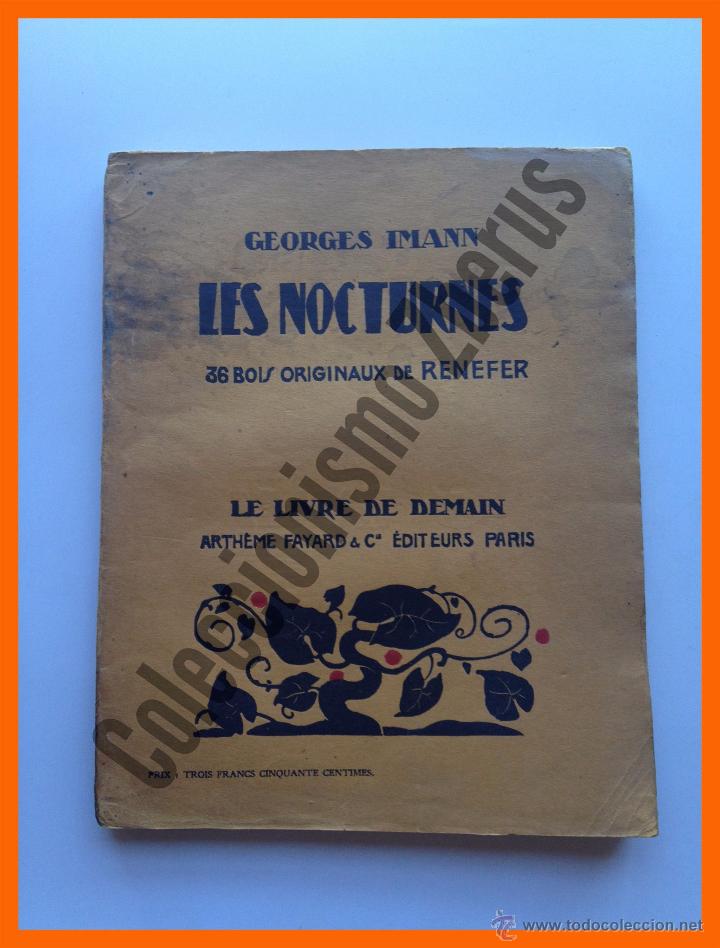 GEORGES IMANN
LES NOCTURNES
36 BOIS ORIGINAUX DE RENEFER
LE LIVRE DE DEMAIN
ARTHÈME FAYARD & Cie ÉDITEURS PARIS
PRIX : TROIS FRANCS CINQUANTE CENTIMES.
Coleccionismo Zherus
www.todocoleccion.net